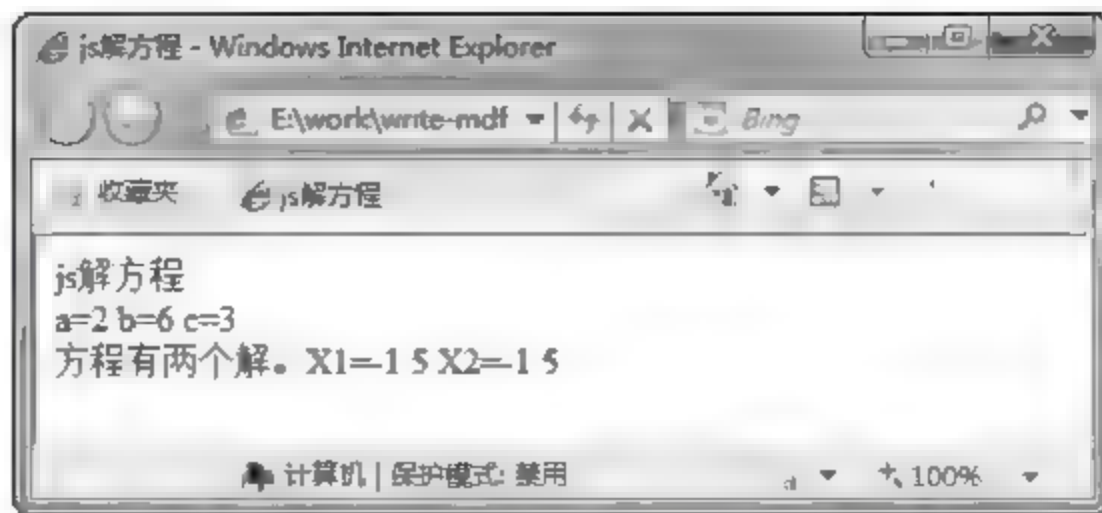 js解方程 - Windows Internet Explorer
E:\work\write-mdf
Bing
收藏夹
js解方程
js解方程
a=2 b=6 c=3
方程有两个解。X1=-1 5 X2=-1 5
计算机 | 保护模式: 禁用
100%